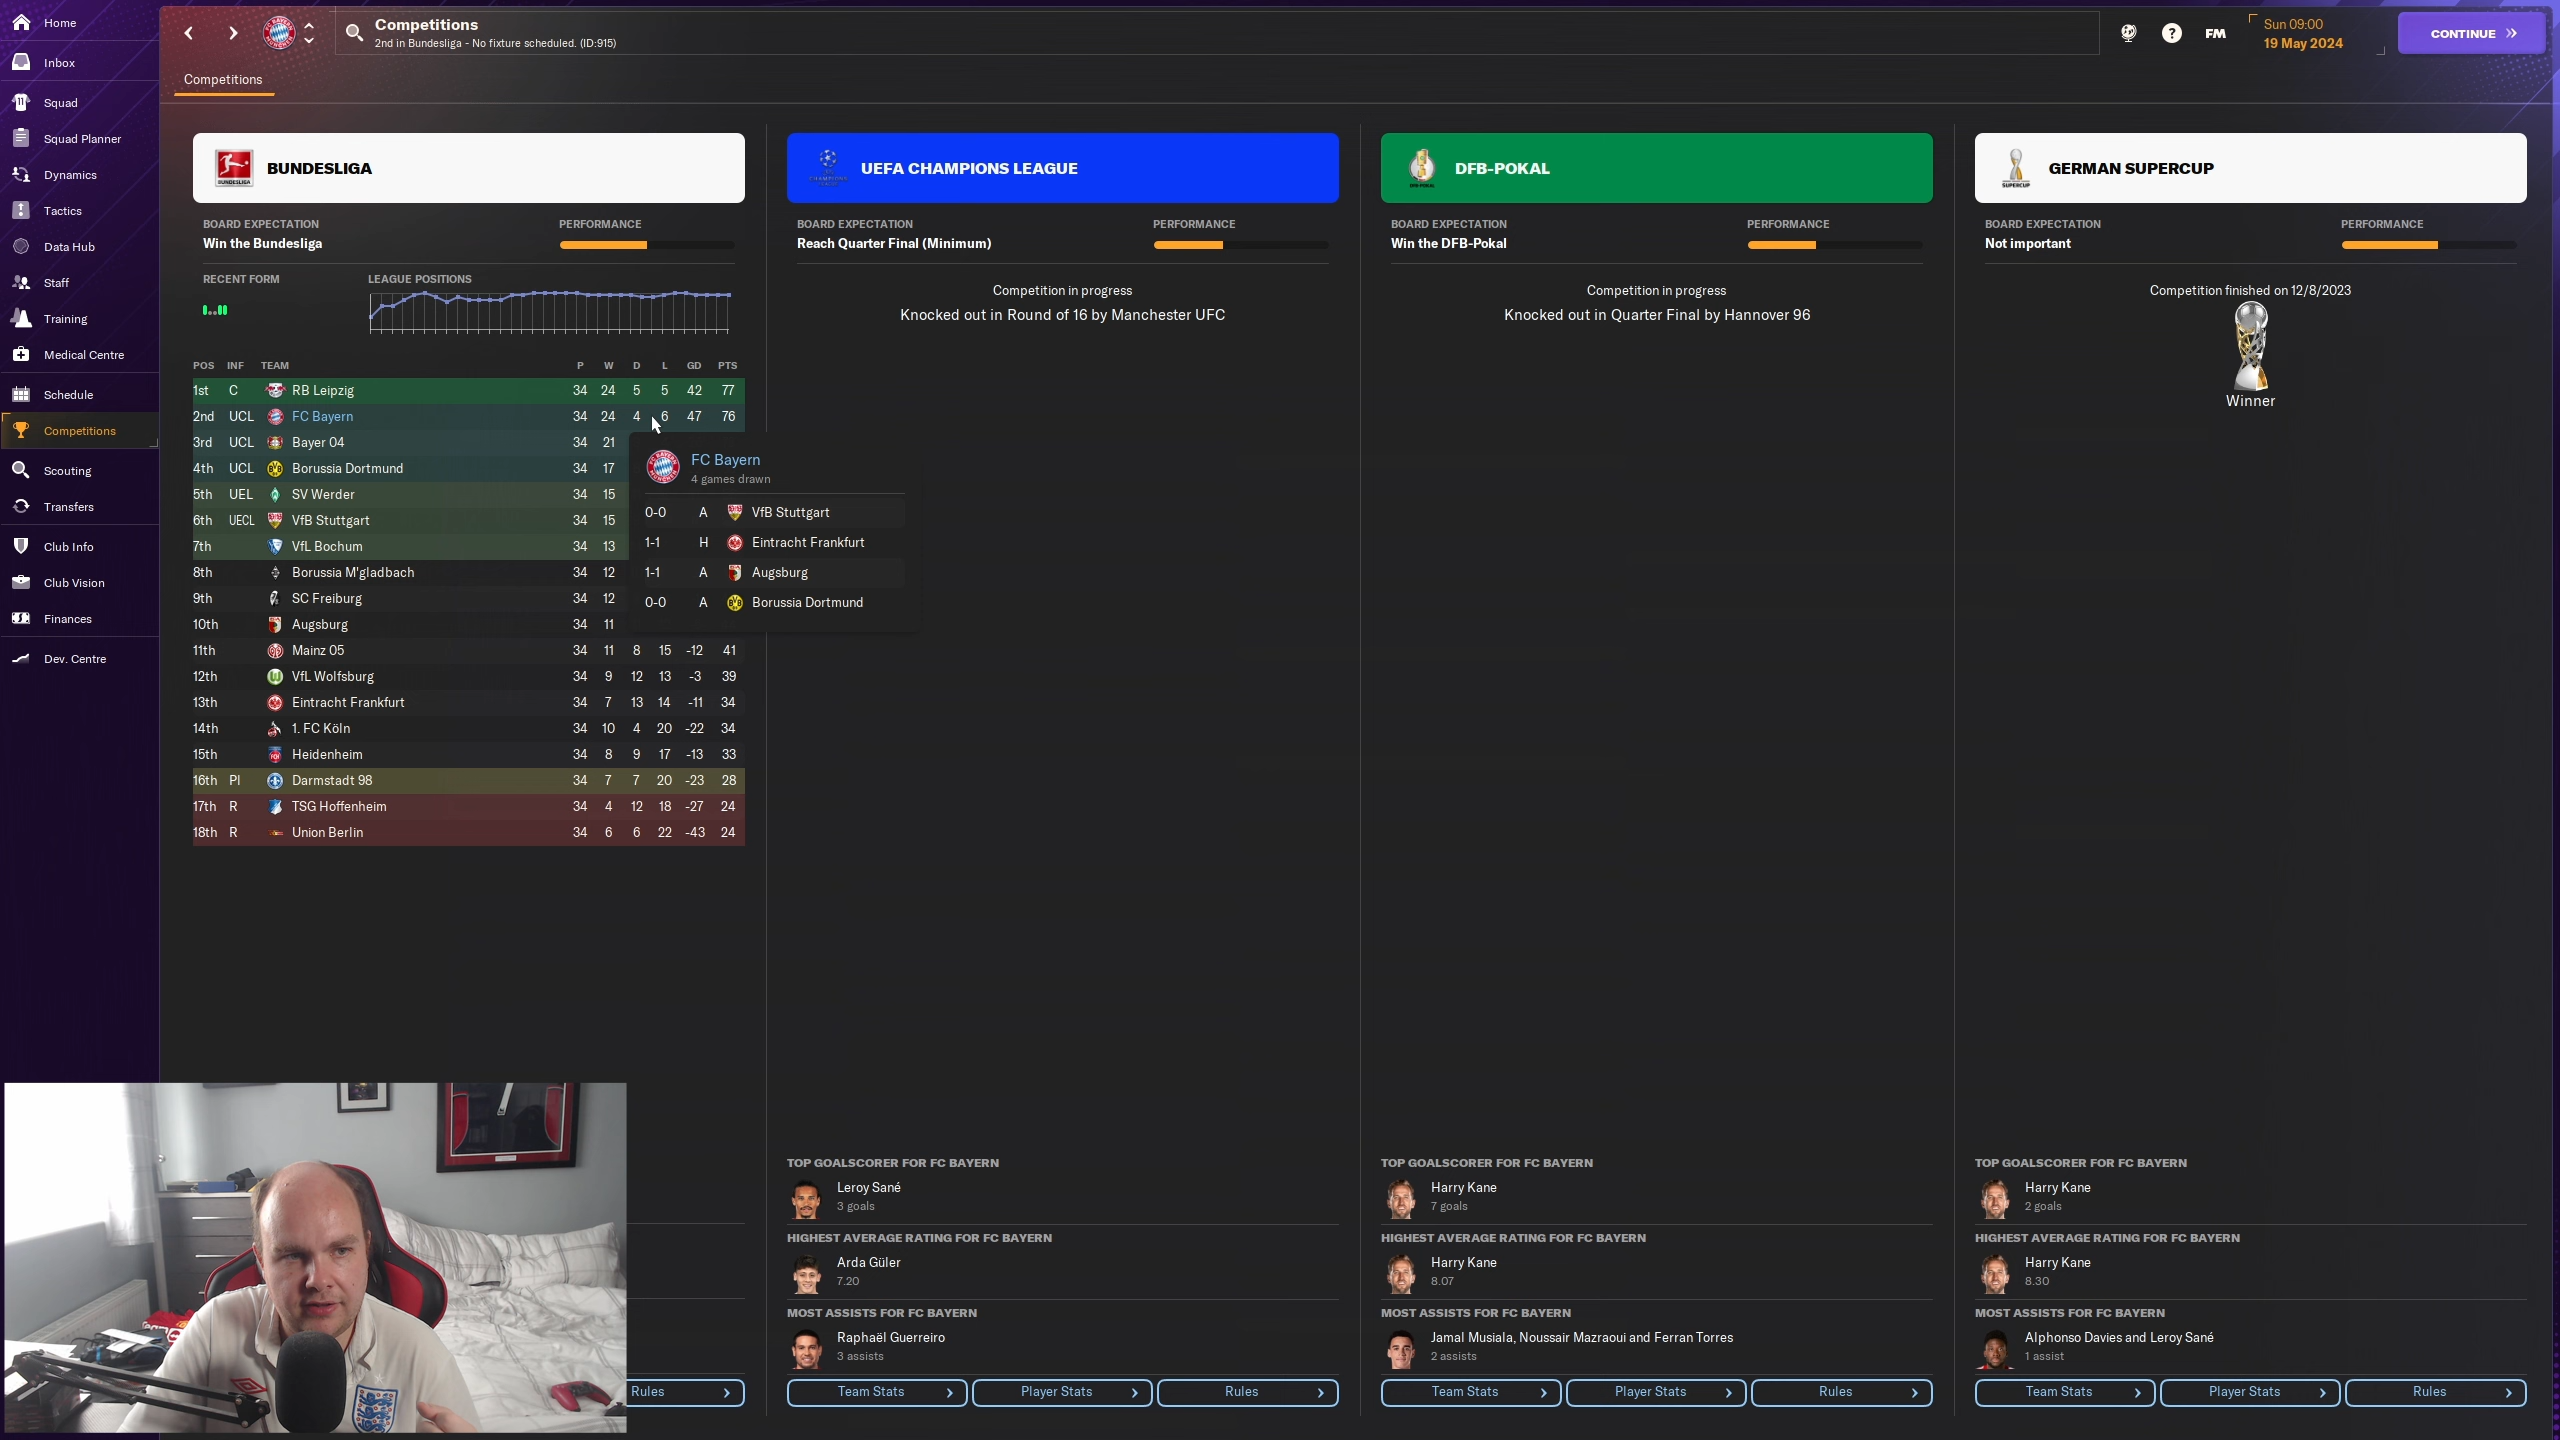 Home
Inbox
Squad
Squad Planner
Dynamics
Tactics
Data Hub
Staff
Training
Medical Centre
Schedule
Competitions
Scouting
Transfers
Club Info
Club Vision
Finances
Dev. Centre
Competitions
2nd in Bundesliga - No fixture scheduled. (ID:915)
FM
Sun 09:00
19 May 2024
CONTINUE
Competitions
BUNDESLIGA
BOARD EXPECTATION PERFORMANCE
Win the Bundesliga
RECENT FORM LEAGUE POSITIONS
POS INF TEAM P W D L GD PTS
1st C RB Leipzig 34 24 5 5 42 77
2nd UCL FC Bayern 34 24 4 6 47 76
3rd UCL Bayer 04 34 21
4th UCL Borussia Dortmund 34 17
5th UEL SV Werder 34 15
6th UECL VfB Stuttgart 34 15
7th VfL Bochum 34 13
8th Borussia M'gladbach 34 12
9th SC Freiburg 34 12
10th Augsburg 34 11
11th Mainz 05 34 11 8 15 -12 41
12th VfL Wolfsburg 34 9 12 13 -3 39
13th Eintracht Frankfurt 34 7 13 14 -11 34
14th 1. FC Köln 34 10 4 20 -22 34
15th Heidenheim 34 8 9 17 -13 33
16th Pl Darmstadt 98 34 7 7 20 -23 28
17th R TSG Hoffenheim 34 4 12 18 -27 24
18th R Union Berlin 34 6 6 22 -43 24
FC Bayern
4 games drawn
0-0 A VfB Stuttgart
1-1 H Eintracht Frankfurt
1-1 A Augsburg
0-0 A Borussia Dortmund
Rules
UEFA CHAMPIONS LEAGUE
BOARD EXPECTATION PERFORMANCE
Reach Quarter Final (Minimum)
Competition in progress
Knocked out in Round of 16 by Manchester UFC
TOP GOALSCORER FOR FC BAYERN
Leroy Sané
3 goals
HIGHEST AVERAGE RATING FOR FC BAYERN
Arda Güler
7.20
MOST ASSISTS FOR FC BAYERN
Raphaël Guerreiro
3 assists
Team Stats Player Stats Rules
DFB-POKAL
BOARD EXPECTATION PERFORMANCE
Win the DFB-Pokal
Competition in progress
Knocked out in Quarter Final by Hannover 96
TOP GOALSCORER FOR FC BAYERN
Harry Kane
7 goals
HIGHEST AVERAGE RATING FOR FC BAYERN
Harry Kane
8.07
MOST ASSISTS FOR FC BAYERN
Jamal Musiala, Noussair Mazraoui and Ferran Torres
2 assists
Team Stats Player Stats Rules
SUPERCUP
GERMAN SUPERCUP
BOARD EXPECTATION PERFORMANCE
Not important
Competition finished on 12/8/2023
Winner
TOP GOALSCORER FOR FC BAYERN
Harry Kane
2 goals
HIGHEST AVERAGE RATING FOR FC BAYERN
Harry Kane
8.30
MOST ASSISTS FOR FC BAYERN
Alphonso Davies and Leroy Sané
1 assist
Team Stats Player Stats Rules